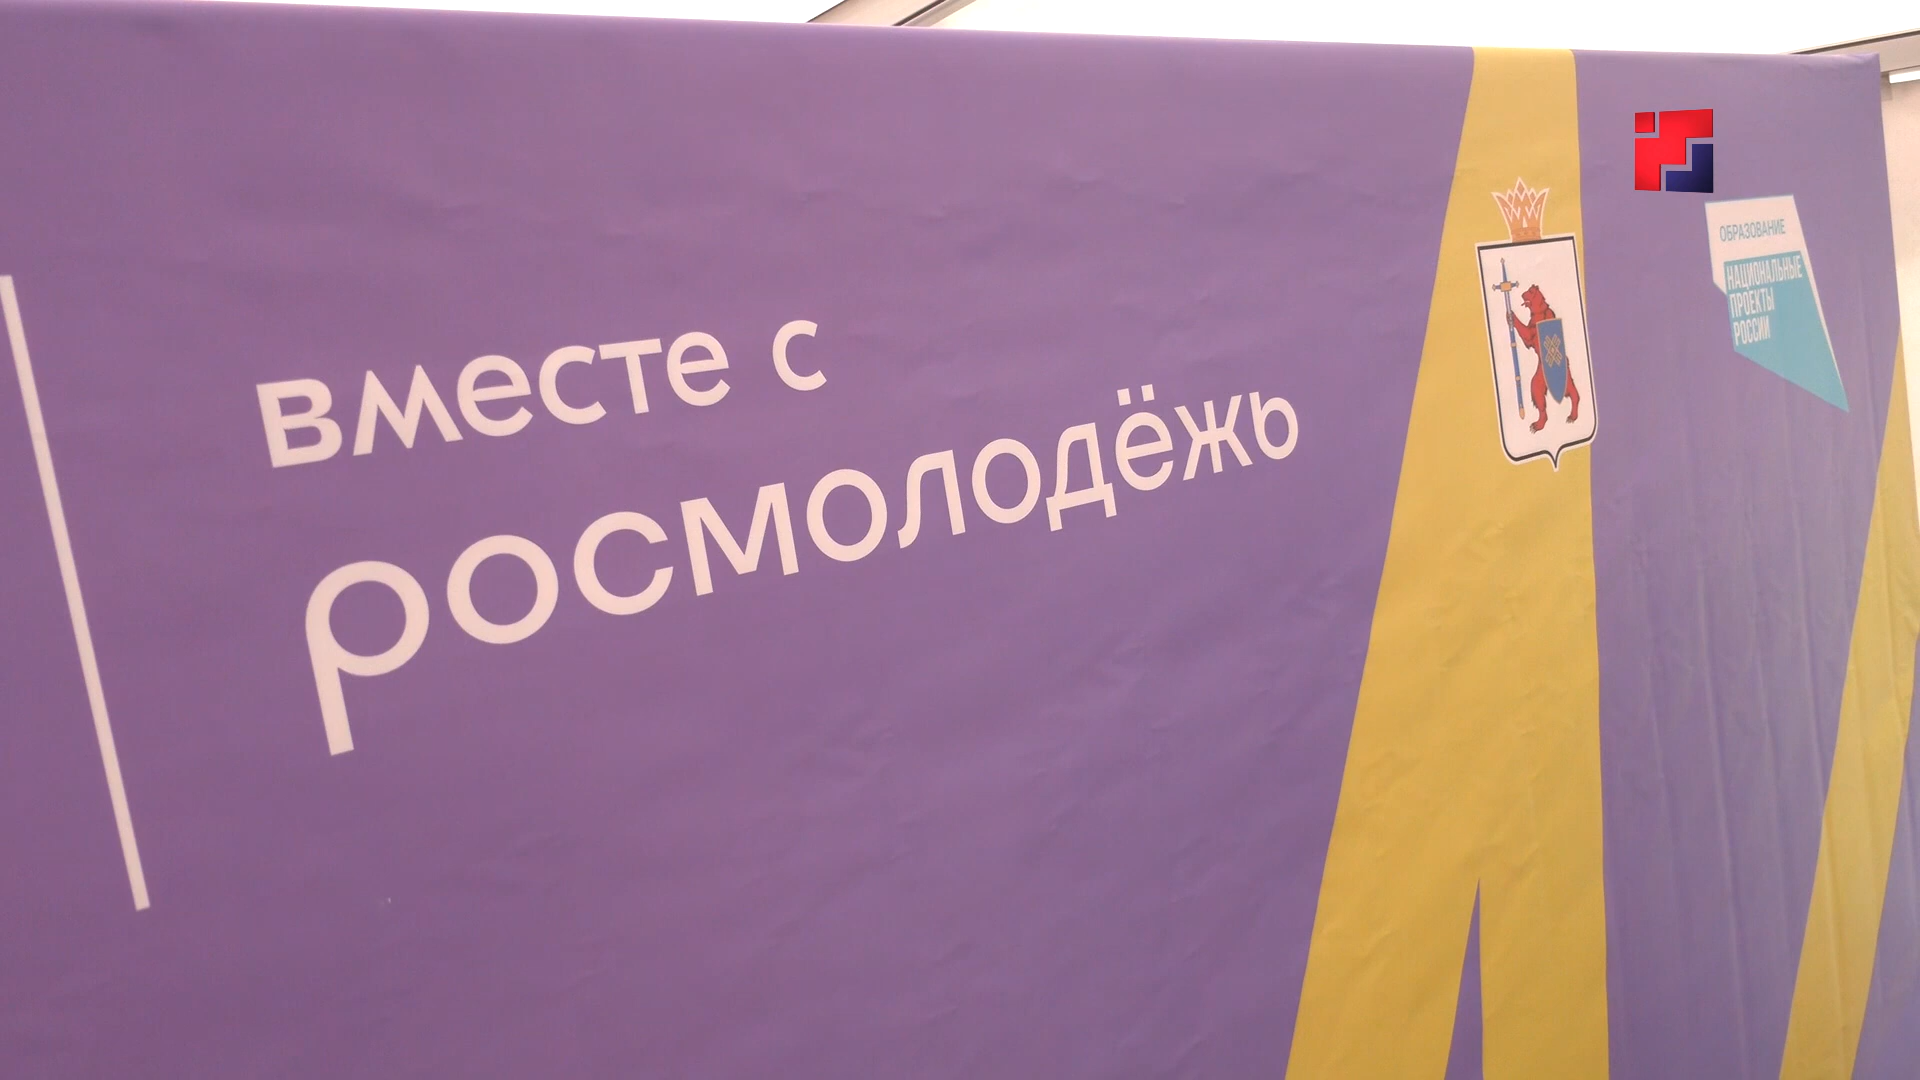 вместе с
росмолодёжь
ОБРАЗОВАНИЕ
НАЦИОНАЛЬНЫЕ
ПРОЕКТЫ
РОССИИ